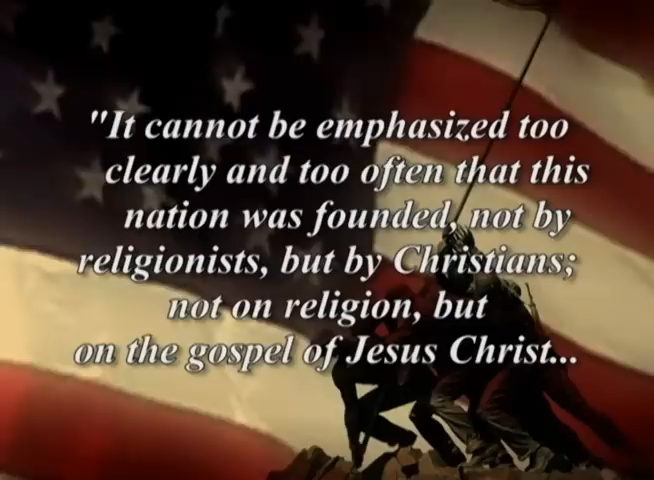 "It cannot be emphasized too
clearly and too often that this
nation was founded, not by
religionists, but by Christians;
not on religion, but
on the gospel of Jesus Christ...